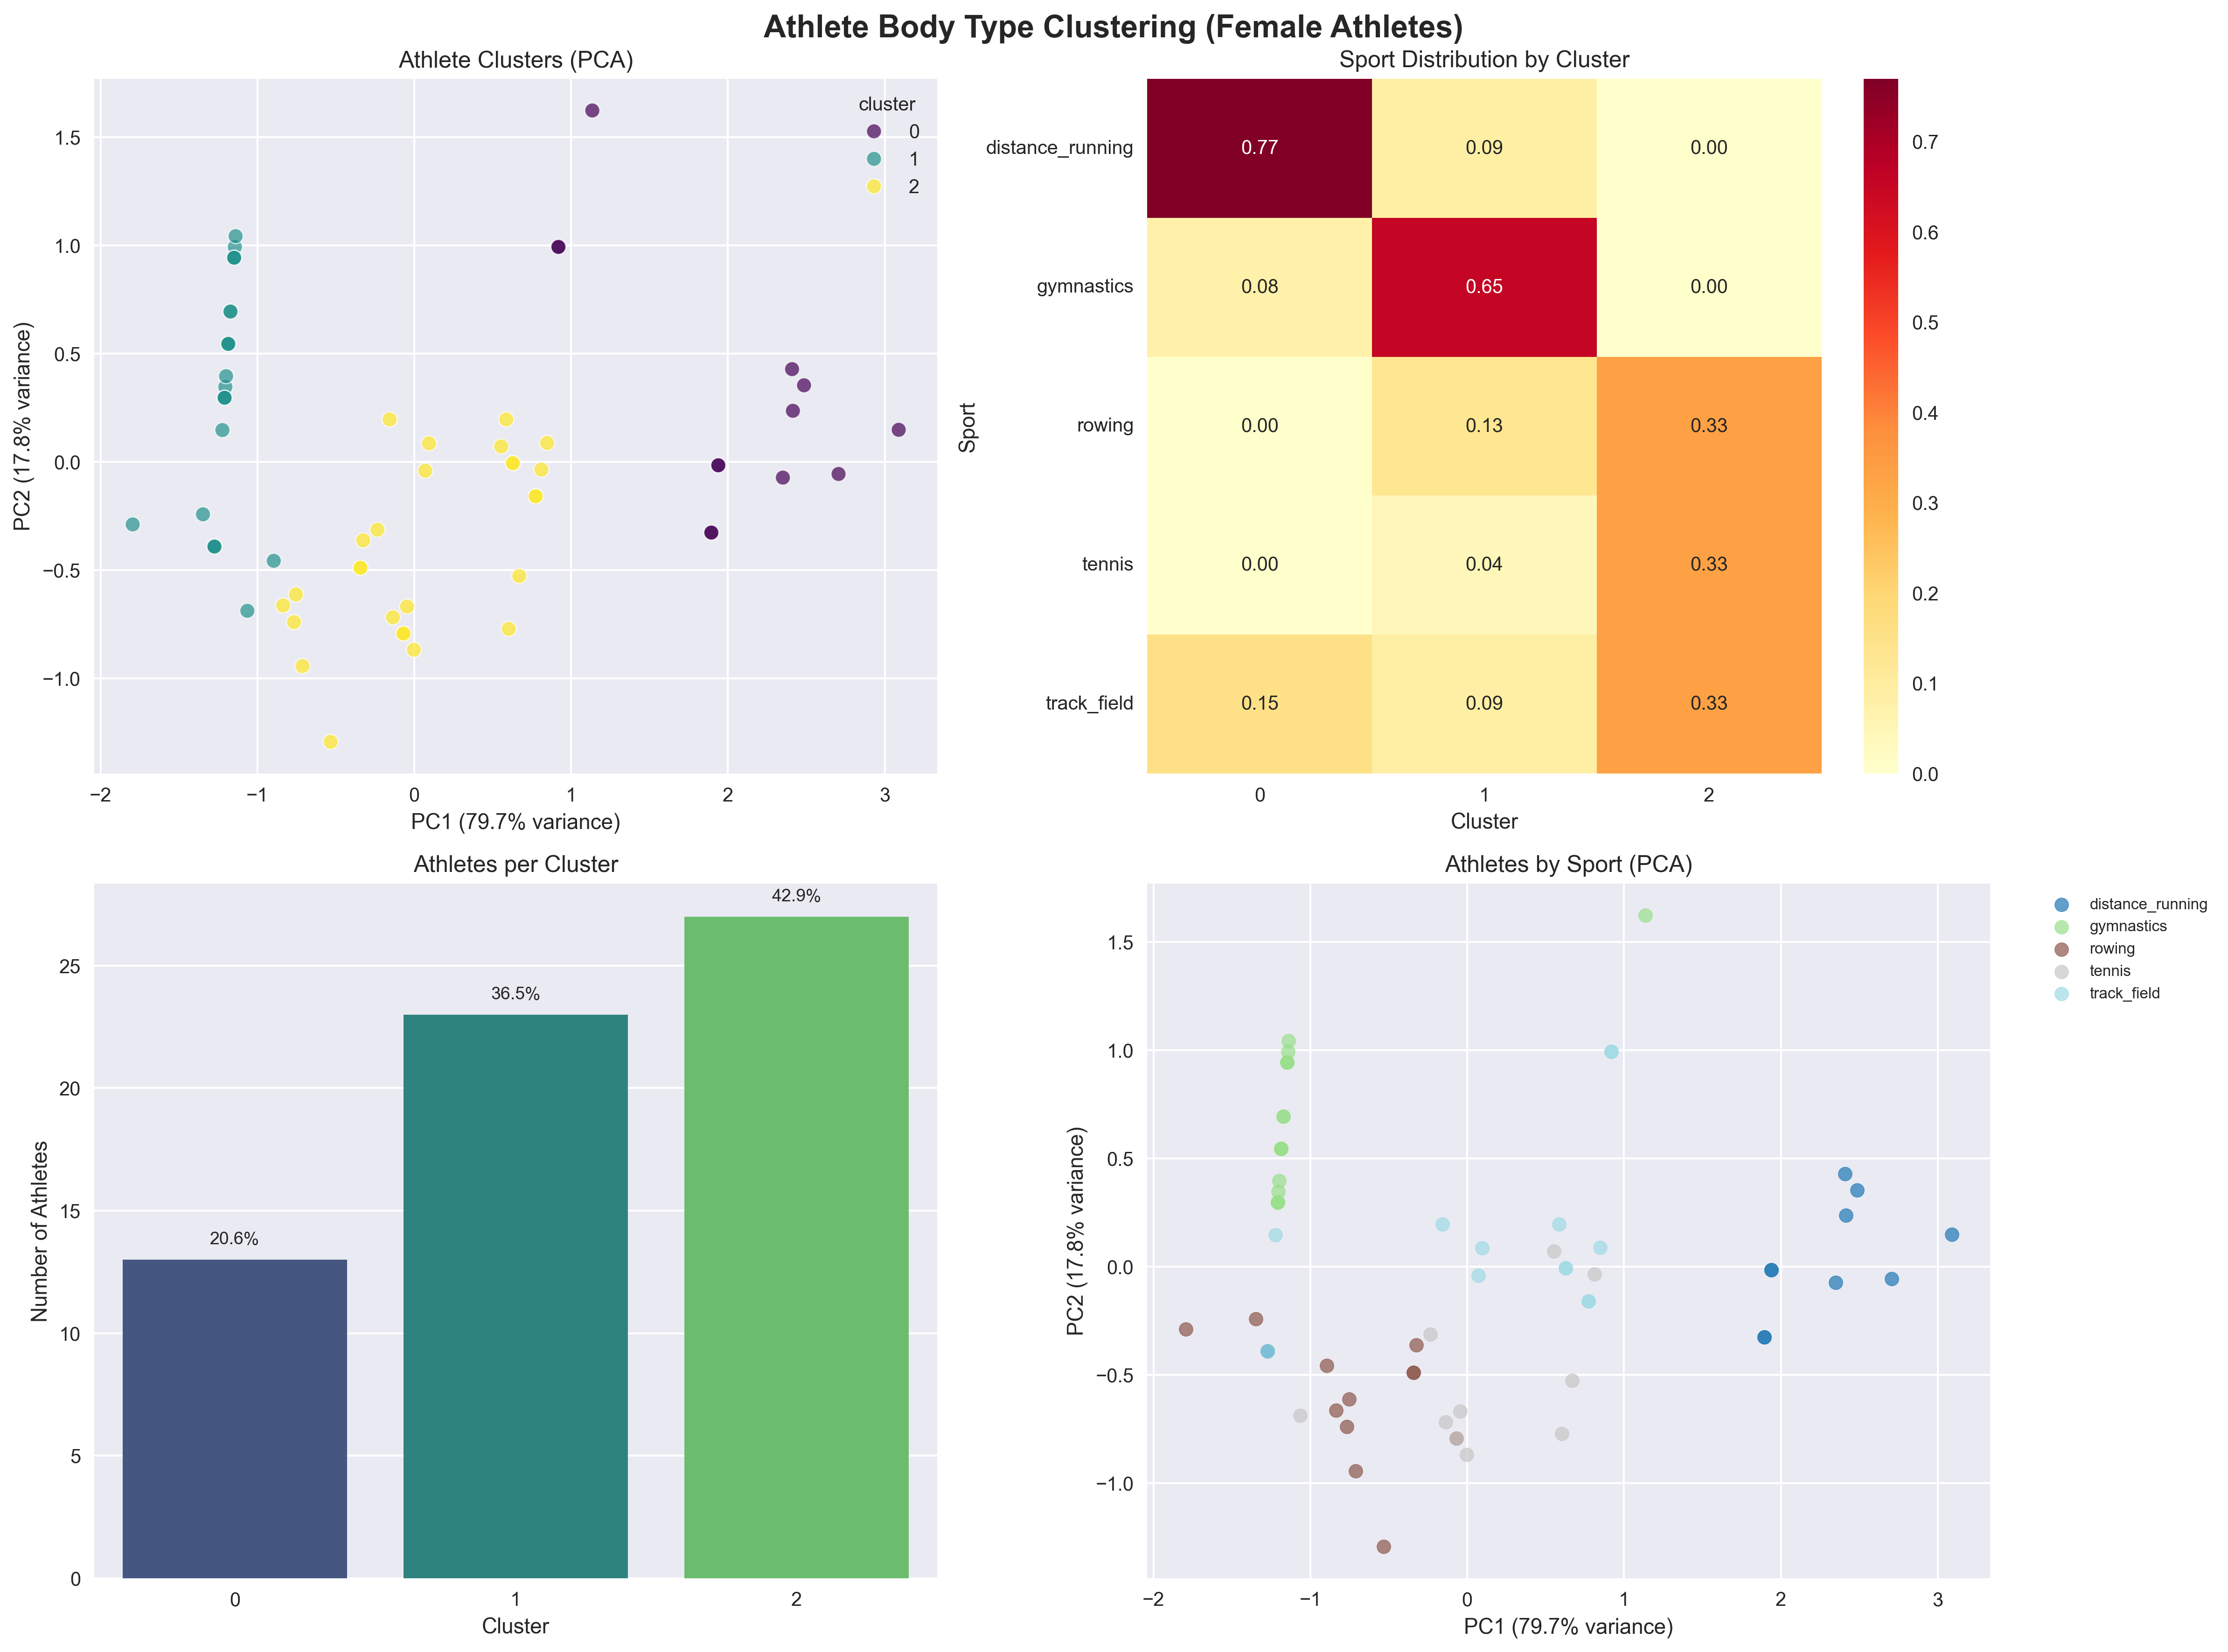 Athlete Body Type Clustering (Female Athletes)
Athlete Clusters (PCA)
cluster
0
1
2
1.5
1.0
0.5
0.0
−0.5
−1.0
PC2 (17.8% variance)
−2 −1 0 1 2 3
PC1 (79.7% variance)
Sport Distribution by Cluster
Sport
distance_running 0.77 0.09 0.00
gymnastics 0.08 0.65 0.00
rowing 0.00 0.13 0.33
tennis 0.00 0.04 0.33
track_field 0.15 0.09 0.33
0 1 2
Cluster
0.7
0.6
0.5
0.4
0.3
0.2
0.1
0.0
Athletes per Cluster
Number of Athletes
25
20
15
10
5
0
20.6%
36.5%
42.9%
0 1 2
Cluster
Athletes by Sport (PCA)
distance_running
gymnastics
rowing
tennis
track_field
1.5
1.0
0.5
0.0
−0.5
−1.0
PC2 (17.8% variance)
−2 −1 0 1 2 3
PC1 (79.7% variance)